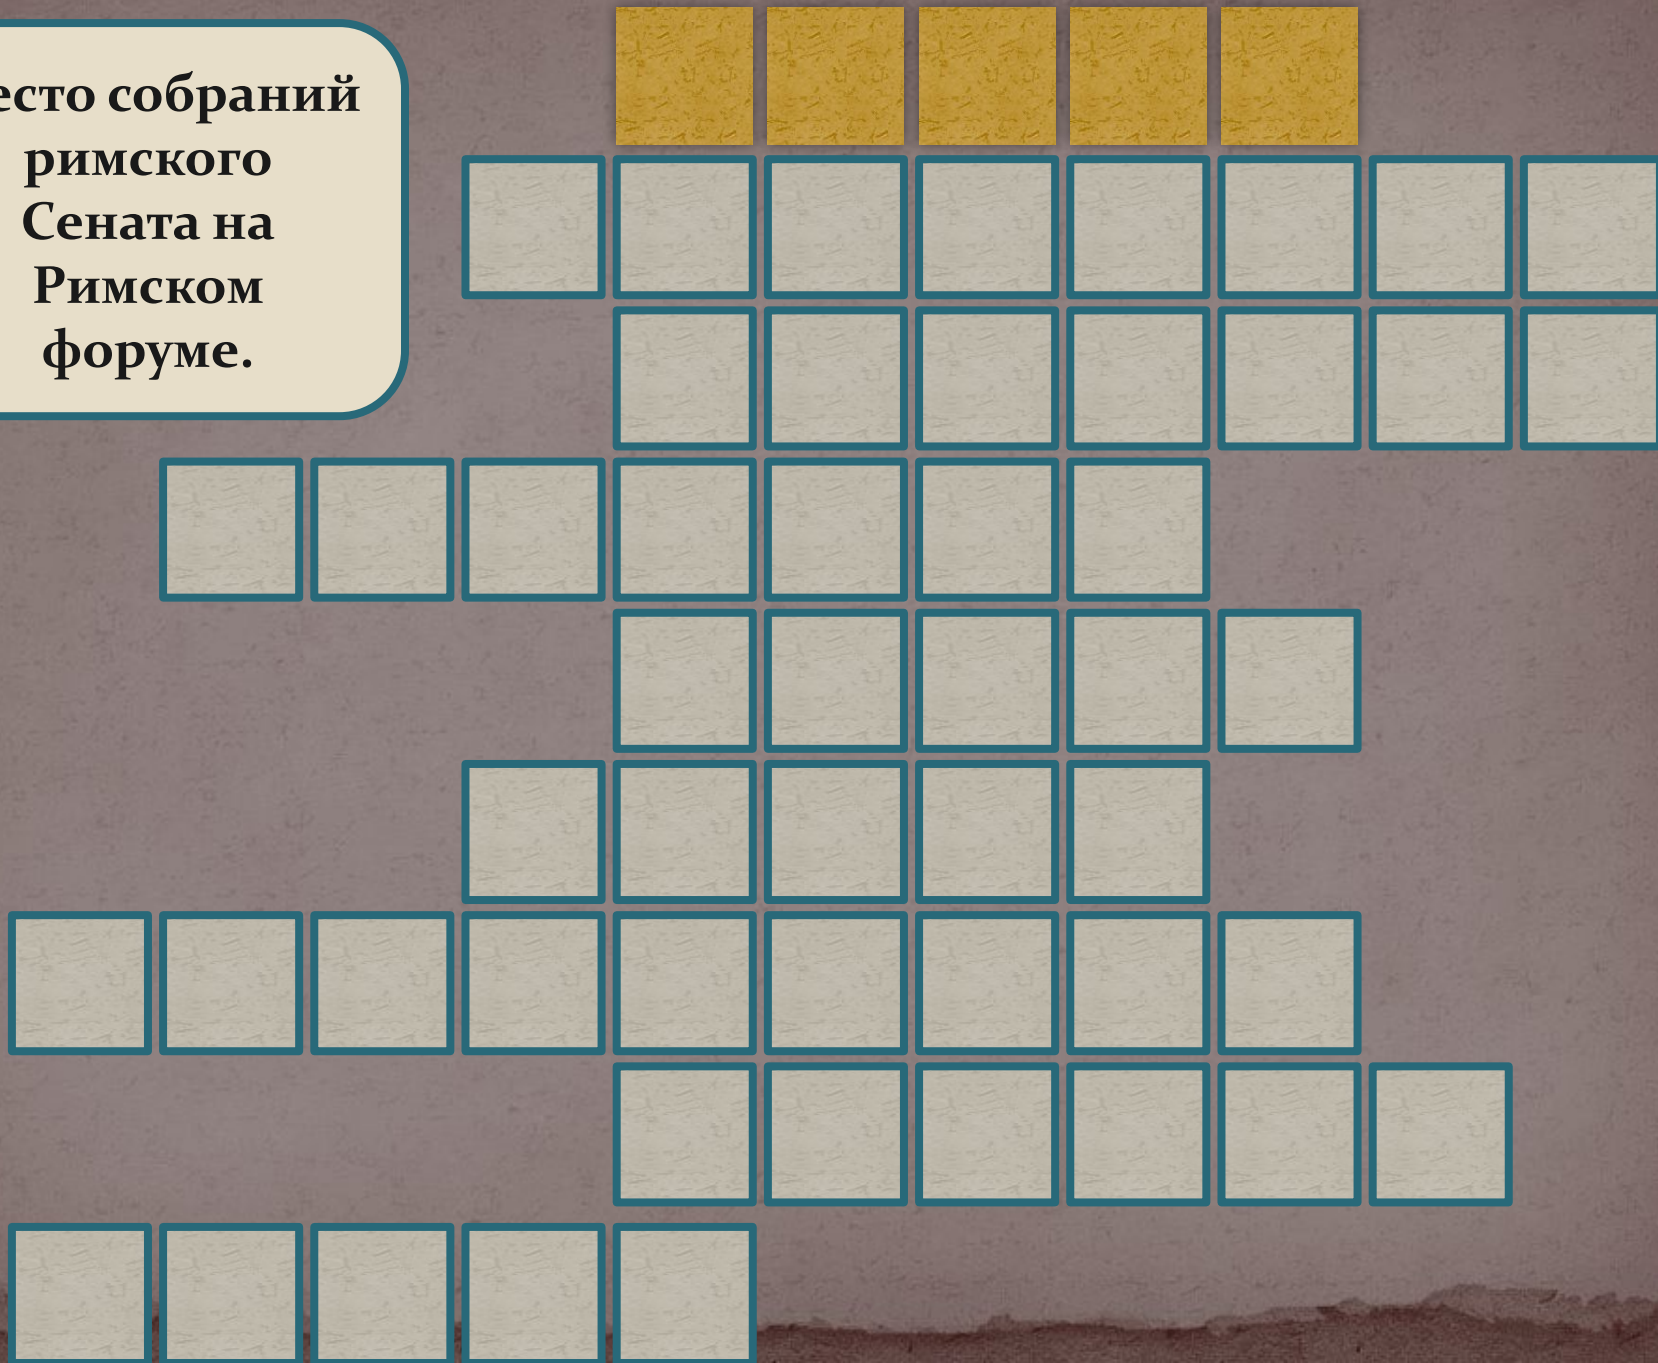 есто собраний
римского
Сената на
Римском
форуме.